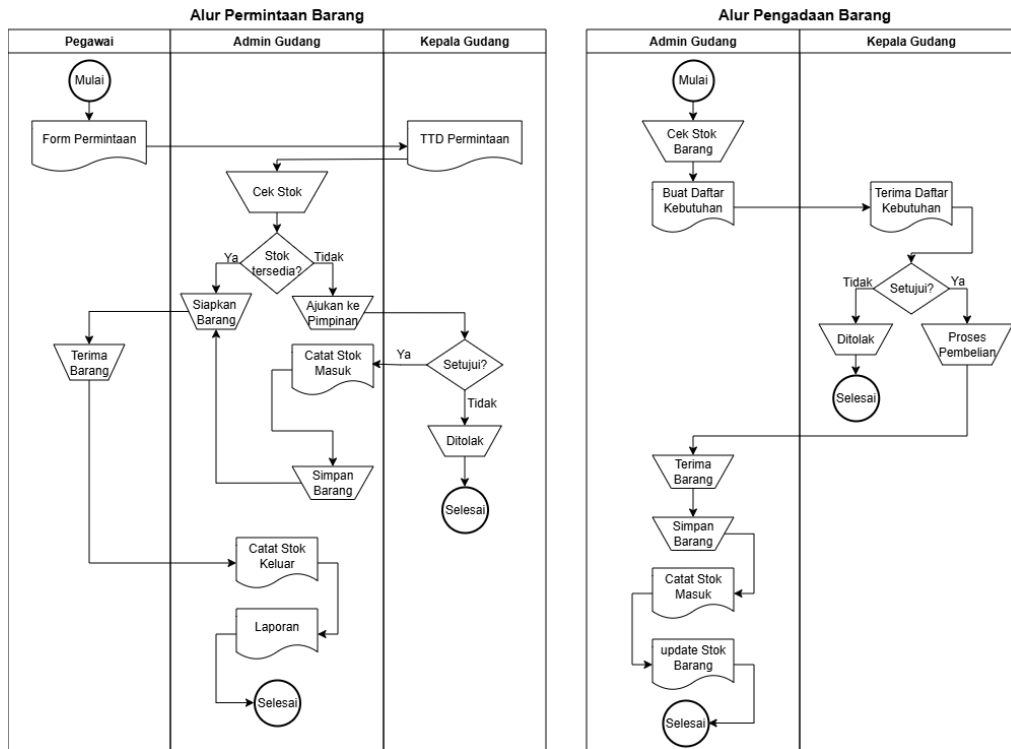 Alur Permintaan Barang
Pegawai
Admin Gudang
Kepala Gudang
Mulai
Form Permintaan
TTD Permintaan
Cek Stok
Stok
tersedia?
Ya
Tidak
Siapkan
Barang
Ajukan ke
Pimpinan
Terima
Barang
Catat Stok
Masuk
Ya
Setujui?
Tidak
Ditolak
Simpan
Barang
Selesai
Catat Stok
Keluar
Laporan
Selesai
Alur Pengadaan Barang
Admin Gudang
Kepala Gudang
Mulai
Cek Stok
Barang
Buat Daftar
Kebutuhan
Terima Daftar
Kebutuhan
Tidak
Setujui?
Ya
Ditolak
Proses
Pembelian
Selesai
Terima
Barang
Simpan
Barang
Catat Stok
Masuk
update Stok
Barang
Selesai